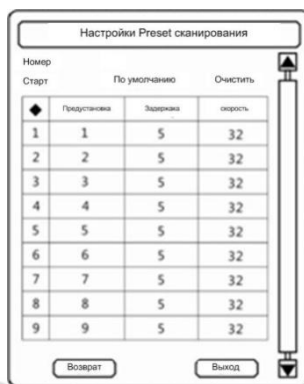 Настройки Preset сканирования
Номер
Старт По умолчанию Очистить
◆ Предустановка Задержака скорость
1 1 5 32
2 2 5 32
3 3 5 32
4 4 5 32
5 5 5 32
6 6 5 32
7 7 5 32
8 8 5 32
9 9 5 32
Возврат Выход